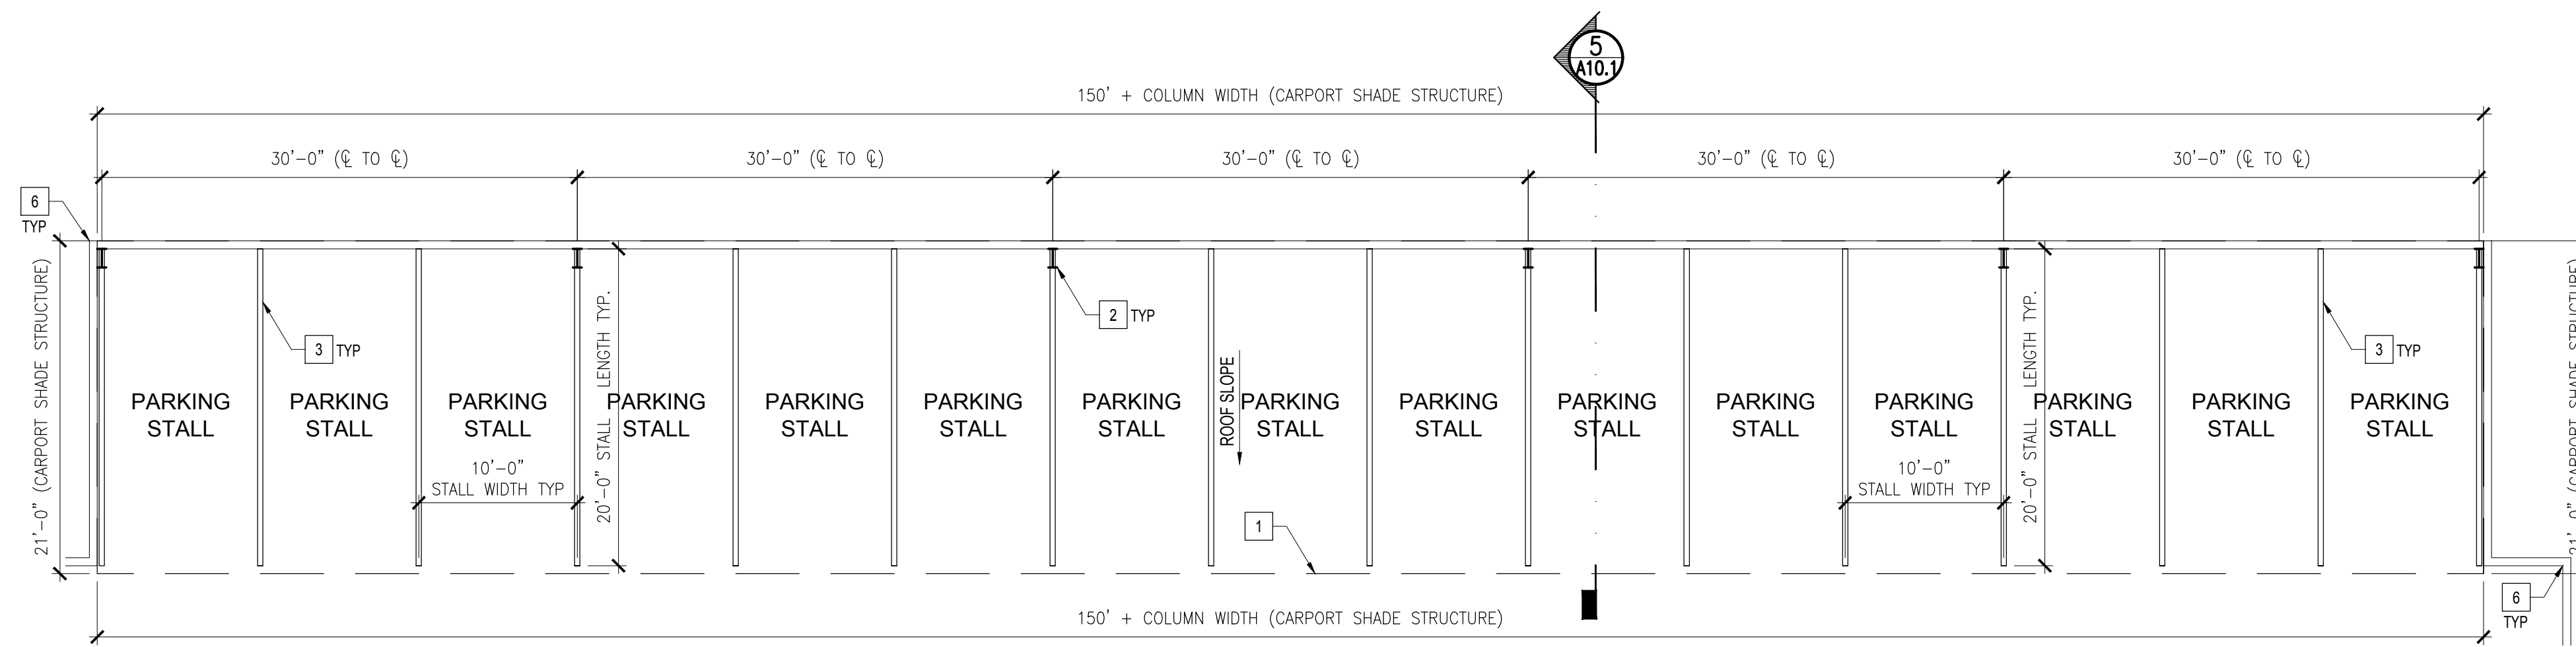 5
A10.1
150' + COLUMN WIDTH (CARPORT SHADE STRUCTURE)
30'-0" (℄ TO ℄)
30'-0" (℄ TO ℄)
30'-0" (℄ TO ℄)
30'-0" (℄ TO ℄)
30'-0" (℄ TO ℄)
6
TYP
21'-0" (CARPORT SHADE STRUCTURE)
3 TYP
2 TYP
3 TYP
20'-0" STALL LENGTH TYP.
ROOF SLOPE
20'-0" STALL LENGTH TYP.
21'-0" (CARPORT SHADE STRUCTURE)
PARKING
STALL
PARKING
STALL
PARKING
STALL
PARKING
STALL
PARKING
STALL
PARKING
STALL
PARKING
STALL
PARKING
STALL
PARKING
STALL
PARKING
STALL
PARKING
STALL
PARKING
STALL
PARKING
STALL
PARKING
STALL
PARKING
STALL
10'-0"
STALL WIDTH TYP
10'-0"
STALL WIDTH TYP
1
6
TYP
150' + COLUMN WIDTH (CARPORT SHADE STRUCTURE)